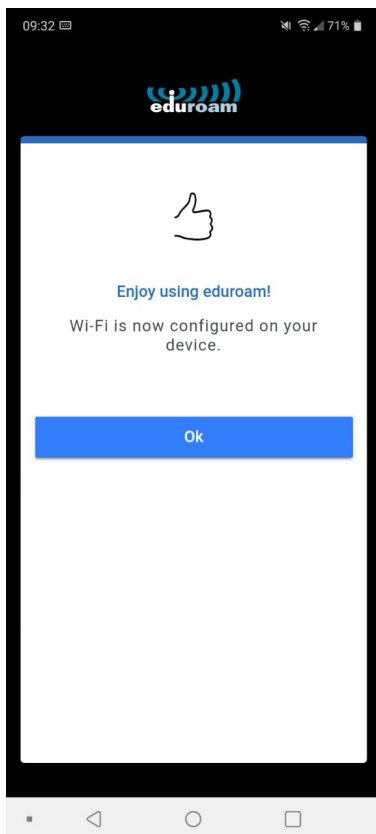 09:32
71%
eduroam
Enjoy using eduroam!
Wi-Fi is now configured on your
device.
Ok